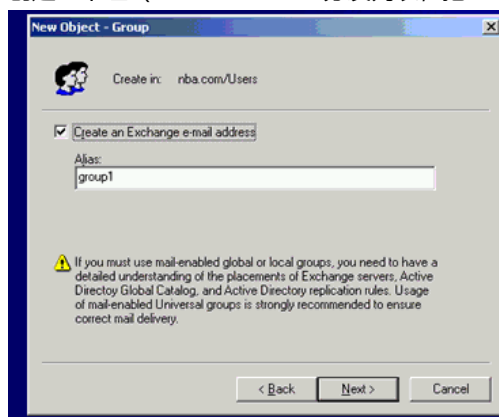 New Object - Group
Create in: nba.com/Users
Create an Exchange e-mail address
Alias:
group1
If you must use mail-enabled global or local groups, you need to have a
detailed understanding of the placements of Exchange servers, Active
Directoy Global Catalog, and Active Directory replication rules. Usage
of mail-enabled Universal groups is strongly recommended to ensure
correct mail delivery.
< Back
Next >
Cancel